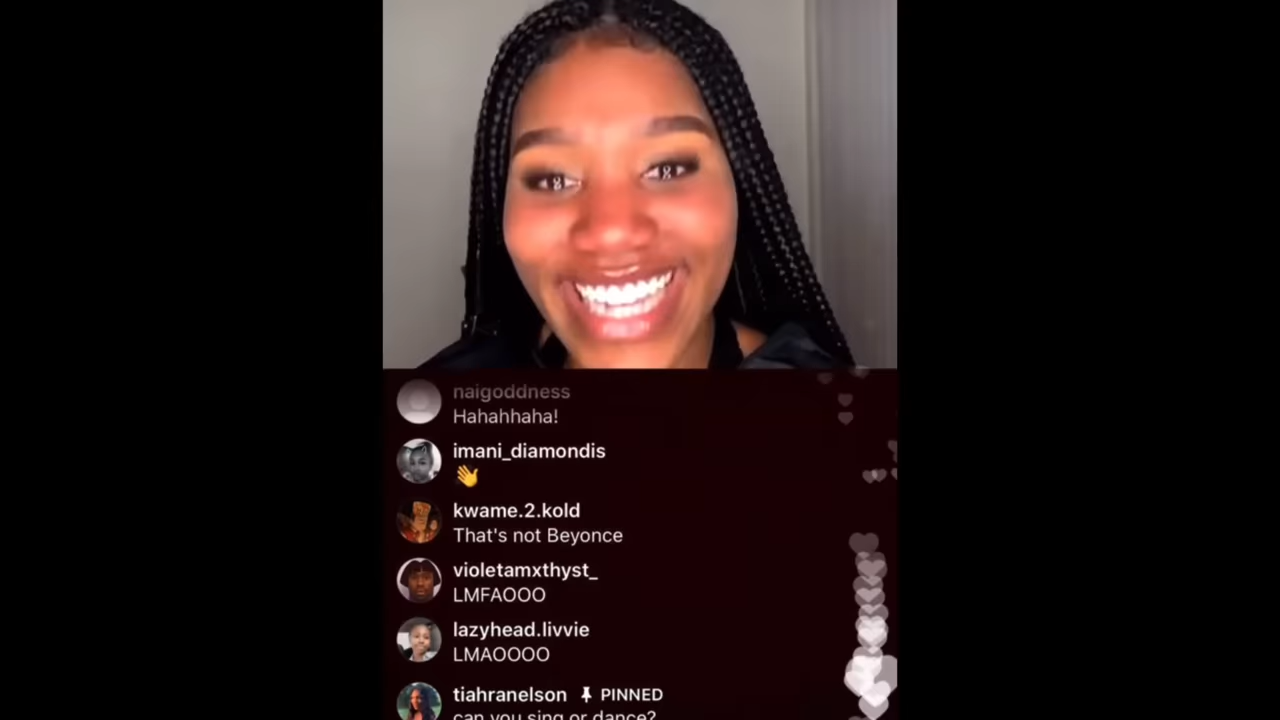 naigoddness
Hahahhaha!
imani_diamondis
👋
kwame.2.kold
That's not Beyonce
violetamxthyst_
LMFAOOO
lazyhead.livvie
LMAOOOO
tiahranelson PINNED
can you sing or dance?